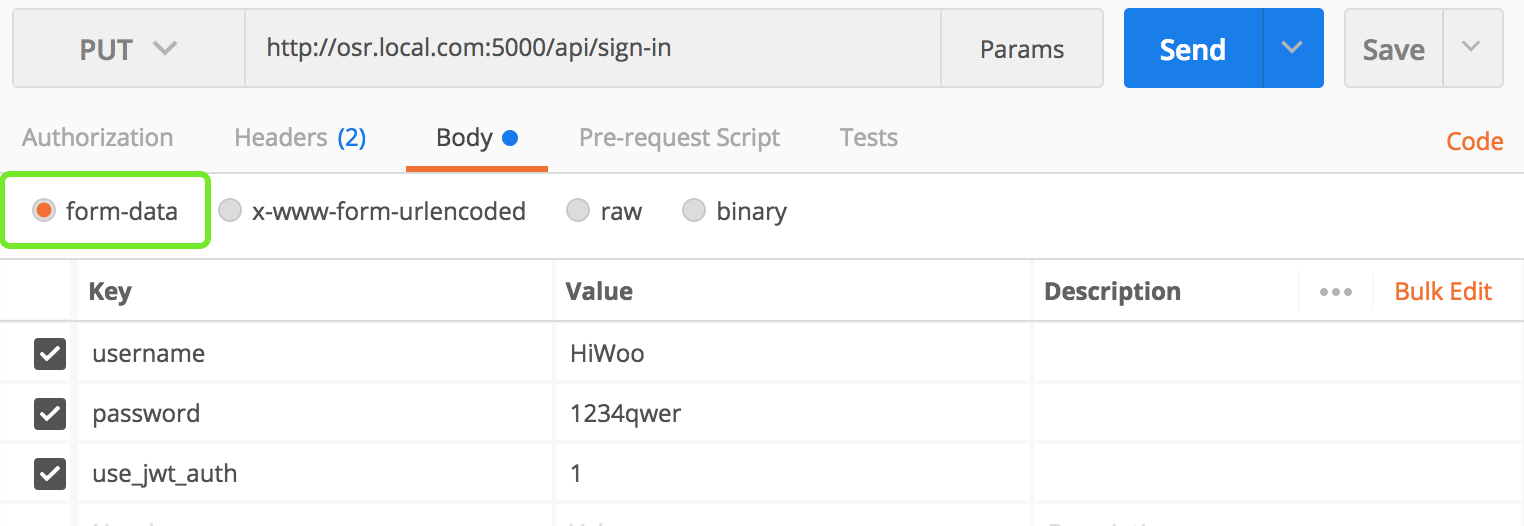 PUT http://osr.local.com:5000/api/sign-in Params Send Save
Authorization Headers (2) Body Pre-request Script Tests Code
form-data x-www-form-urlencoded raw binary
Key Value Description ••• Bulk Edit
username HiWoo
password 1234qwer
use_jwt_auth 1